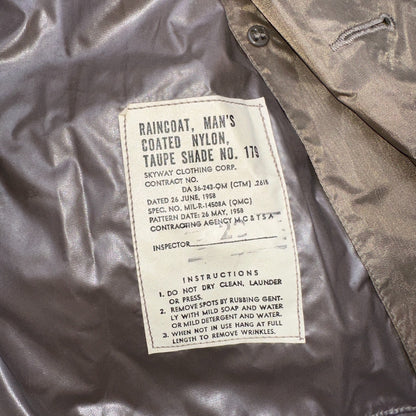 RAINCOAT, MAN'S
COATED NYLON,
TAUPE SHADE NO. 179
SKYWAY CLOTHING CORP.
CONTRACT NO.
DA 36-243-QM (CTM) .2618
DATED 26 JUNE, 1958
SPEC. NO. MIL-R-14508A (QMC)
PATTERN DATE: 26 MAY, 1958
CONTRACTING AGENCY M C & T S A
INSPECTOR 2
INSTRUCTIONS
1. DO NOT DRY CLEAN, LAUNDER
OR PRESS.
2. REMOVE SPOTS BY RUBBING GENT-
LY WITH MILD SOAP AND WATER
OR MILD DETERGENT AND WATER.
3. WHEN NOT IN USE HANG AT FULL
LENGTH TO REMOVE WRINKLES.